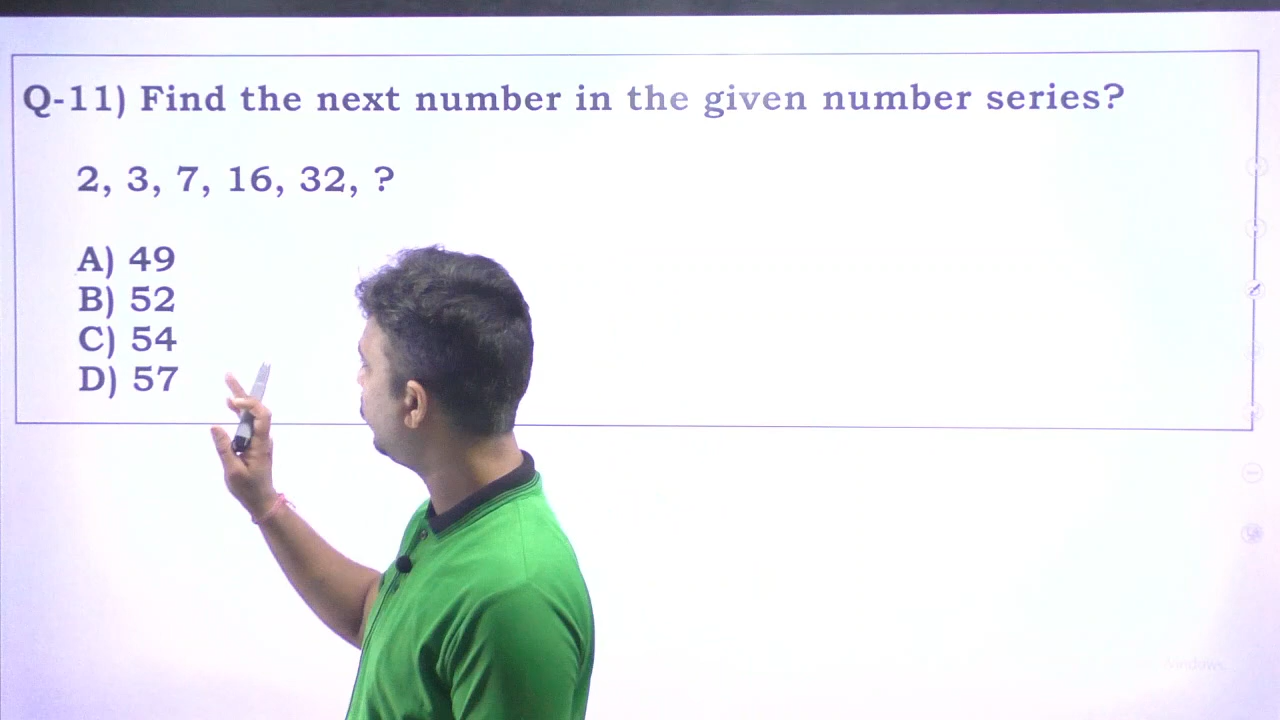 Q-11) Find the next number in the given number series?
2, 3, 7, 16, 32, ?
A) 49
B) 52
C) 54
D) 57